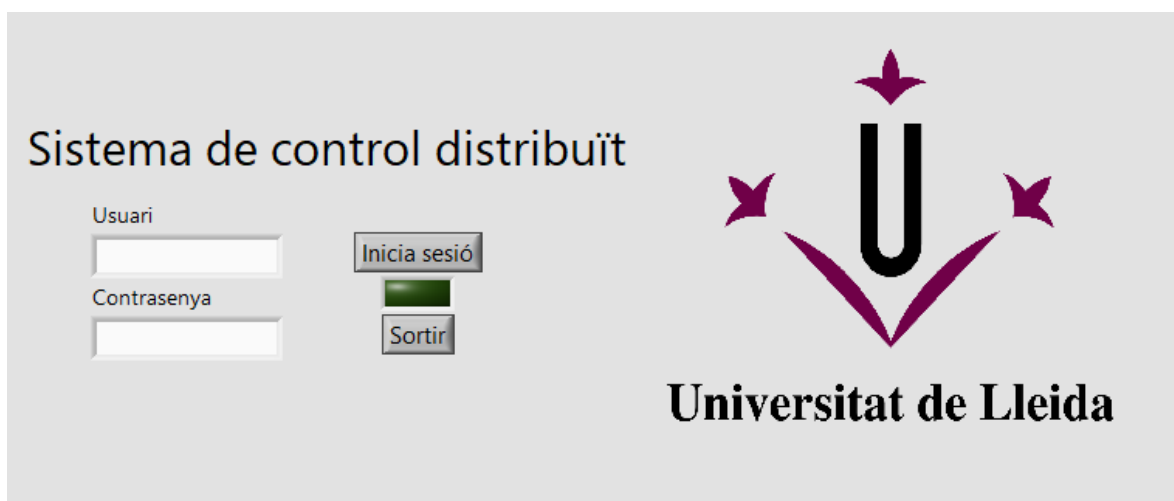 Sistema de control distribuït
Usuari
Inicia sesió
Contrasenya
Sortir
U
Universitat de Lleida